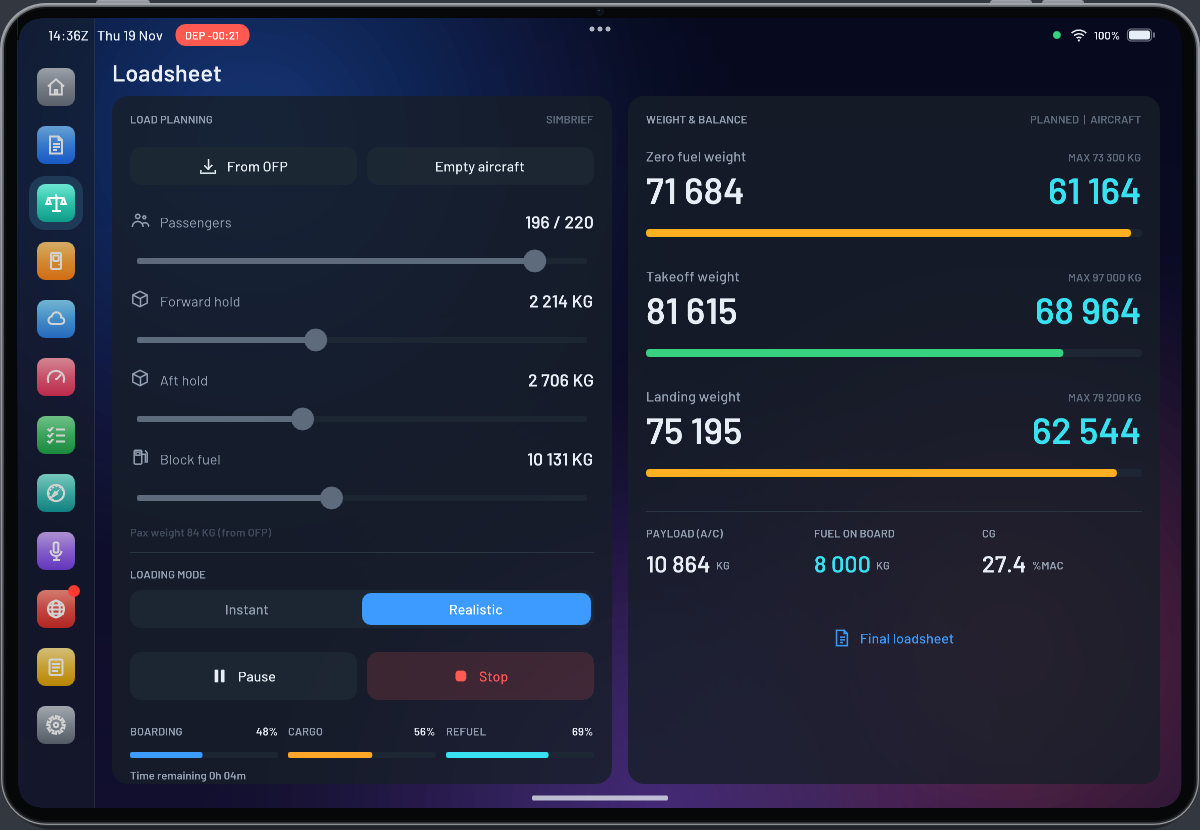 14:36Z Thu 19 Nov DEP -00:21 100%
Loadsheet
LOAD PLANNING SIMBRIEF
From OFP Empty aircraft
Passengers 196 / 220
Forward hold 2 214 KG
Aft hold 2 706 KG
Block fuel 10 131 KG
Pax weight 84 KG (from OFP)
LOADING MODE
Instant Realistic
Pause Stop
BOARDING 48% CARGO 56% REFUEL 69%
Time remaining 0h 04m
WEIGHT & BALANCE PLANNED | AIRCRAFT
Zero fuel weight MAX 73 300 KG
71 684 61 164
Takeoff weight MAX 97 000 KG
81 615 68 964
Landing weight MAX 79 200 KG
75 195 62 544
PAYLOAD (A/C) FUEL ON BOARD CG
10 864 KG 8 000 KG 27.4 %MAC
Final loadsheet